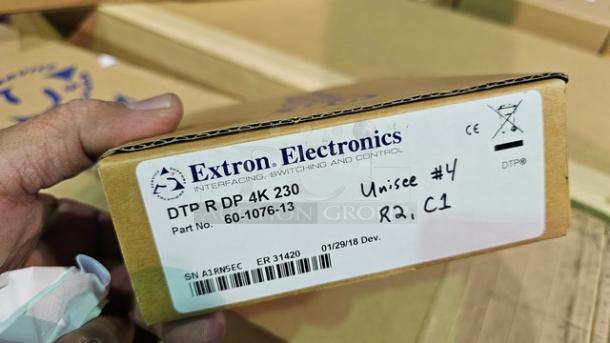 Extron. Electronics
INTERFACING, SWITCHING AND CONTROL
DTP R DP 4K 230
Part No. 60-1076-13
Unisee #4
R2, C1
CE
DTP®
SN A1RN5EC ER 31420 01/29/18 Dev.